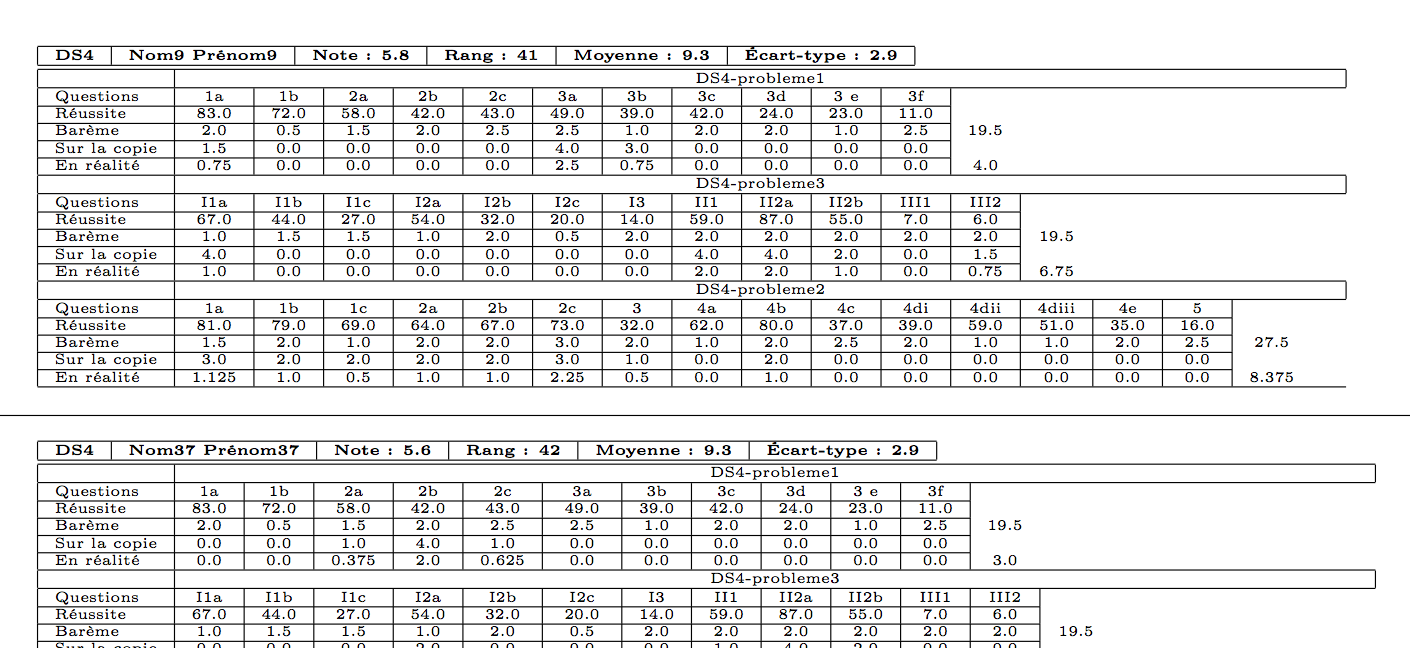 DS4 Nom9 Prénom9 Note : 5.8 Rang : 41 Moyenne : 9.3 Écart-type : 2.9
DS4-probleme1
Questions 1a 1b 2a 2b 2c 3a 3b 3c 3d 3 e 3f
Réussite 83.0 72.0 58.0 42.0 43.0 49.0 39.0 42.0 24.0 23.0 11.0
Barème 2.0 0.5 1.5 2.0 2.5 2.5 1.0 2.0 2.0 1.0 2.5 19.5
Sur la copie 1.5 0.0 0.0 0.0 0.0 4.0 3.0 0.0 0.0 0.0 0.0
En réalité 0.75 0.0 0.0 0.0 0.0 2.5 0.75 0.0 0.0 0.0 0.0 4.0
DS4-probleme3
Questions I1a I1b I1c I2a I2b I2c I3 II1 II2a II2b III1 III2
Réussite 67.0 44.0 27.0 54.0 32.0 20.0 14.0 59.0 87.0 55.0 7.0 6.0
Barème 1.0 1.5 1.5 1.0 2.0 0.5 2.0 2.0 2.0 2.0 2.0 2.0 19.5
Sur la copie 4.0 0.0 0.0 0.0 0.0 0.0 0.0 4.0 4.0 2.0 0.0 1.5
En réalité 1.0 0.0 0.0 0.0 0.0 0.0 0.0 2.0 2.0 1.0 0.0 0.75 6.75
DS4-probleme2
Questions 1a 1b 1c 2a 2b 2c 3 4a 4b 4c 4di 4dii 4diii 4e 5
Réussite 81.0 79.0 69.0 64.0 67.0 73.0 32.0 62.0 80.0 37.0 39.0 59.0 51.0 35.0 16.0
Barème 1.5 2.0 1.0 2.0 2.0 3.0 2.0 1.0 2.0 2.5 2.0 1.0 1.0 2.0 2.5 27.5
Sur la copie 3.0 2.0 2.0 2.0 2.0 3.0 1.0 0.0 2.0 0.0 0.0 0.0 0.0 0.0 0.0
En réalité 1.125 1.0 0.5 1.0 1.0 2.25 0.5 0.0 1.0 0.0 0.0 0.0 0.0 0.0 0.0 8.375
DS4 Nom37 Prénom37 Note : 5.6 Rang : 42 Moyenne : 9.3 Écart-type : 2.9
DS4-probleme1
Questions 1a 1b 2a 2b 2c 3a 3b 3c 3d 3 e 3f
Réussite 83.0 72.0 58.0 42.0 43.0 49.0 39.0 42.0 24.0 23.0 11.0
Barème 2.0 0.5 1.5 2.0 2.5 2.5 1.0 2.0 2.0 1.0 2.5 19.5
Sur la copie 0.0 0.0 1.0 4.0 1.0 0.0 0.0 0.0 0.0 0.0 0.0
En réalité 0.0 0.0 0.375 2.0 0.625 0.0 0.0 0.0 0.0 0.0 0.0 3.0
DS4-probleme3
Questions I1a I1b I1c I2a I2b I2c I3 II1 II2a II2b III1 III2
Réussite 67.0 44.0 27.0 54.0 32.0 20.0 14.0 59.0 87.0 55.0 7.0 6.0
Barème 1.0 1.5 1.5 1.0 2.0 0.5 2.0 2.0 2.0 2.0 2.0 2.0 19.5
Sur la copie